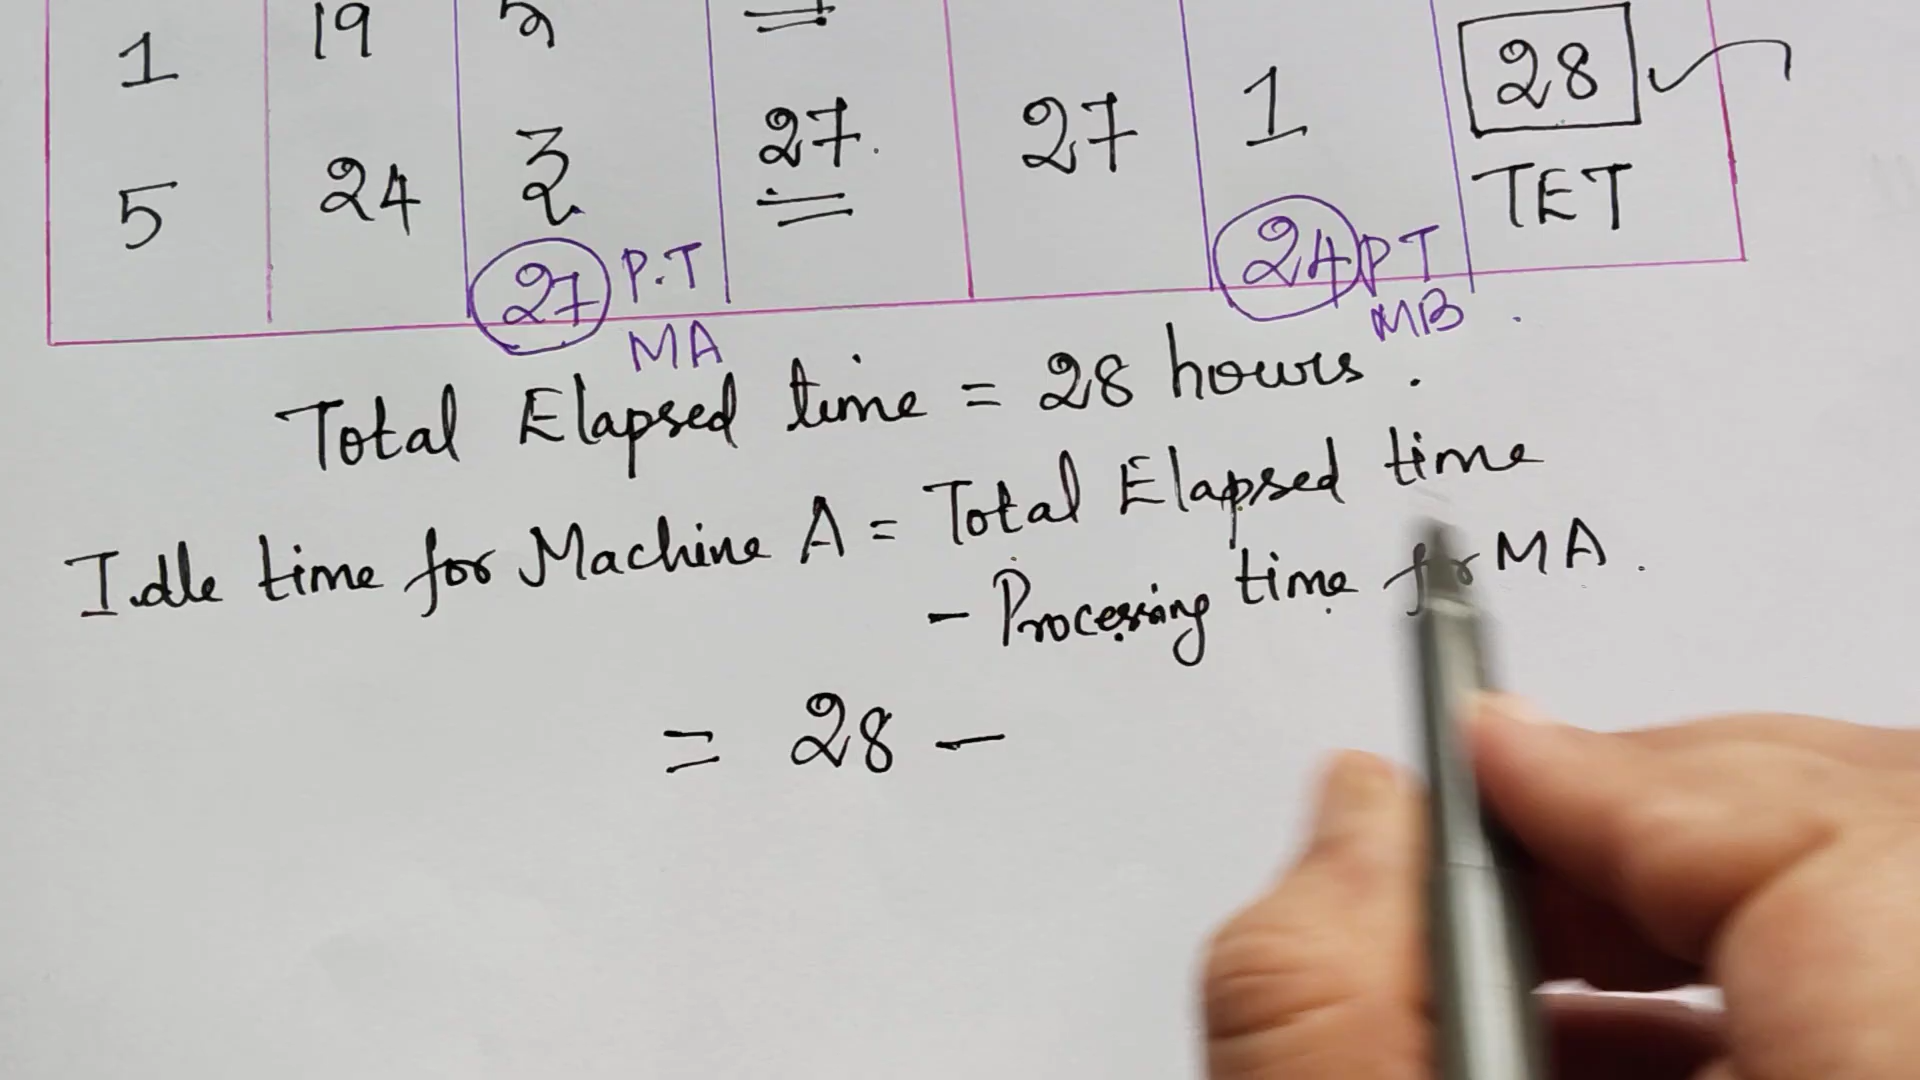 1 19 28
5 24 3 27 27 1 TET
27 P.T 24 PT
MA MB
Total Elapsed time = 28 hours.
Idle time for Machine A = Total Elapsed time
- Processing time for MA.
= 28 -